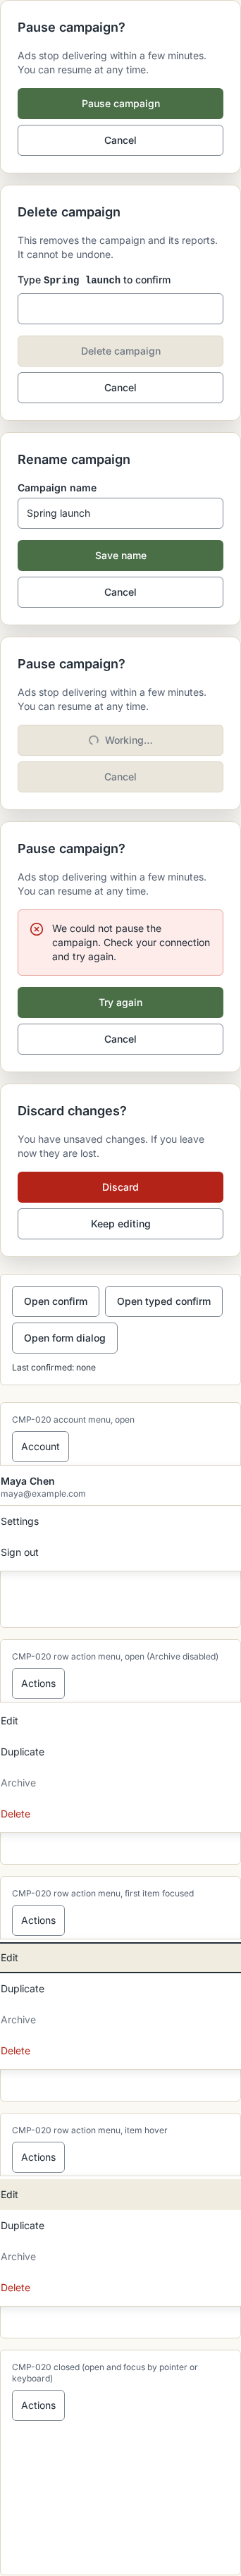 Pause campaign?
Ads stop delivering within a few minutes.
You can resume at any time.
Pause campaign
Cancel
Delete campaign
This removes the campaign and its reports.
It cannot be undone.
Type Spring launch to confirm
Delete campaign
Cancel
Rename campaign
Campaign name
Spring launch
Save name
Cancel
Pause campaign?
Ads stop delivering within a few minutes.
You can resume at any time.
Working…
Cancel
Pause campaign?
Ads stop delivering within a few minutes.
You can resume at any time.
We could not pause the
campaign. Check your connection
and try again.
Try again
Cancel
Discard changes?
You have unsaved changes. If you leave
now they are lost.
Discard
Keep editing
Open confirm
Open typed confirm
Open form dialog
Last confirmed: none
CMP-020 account menu, open
Account
Maya Chen
maya@example.com
Settings
Sign out
CMP-020 row action menu, open (Archive disabled)
Actions
Edit
Duplicate
Archive
Delete
CMP-020 row action menu, first item focused
Actions
Edit
Duplicate
Archive
Delete
CMP-020 row action menu, item hover
Actions
Edit
Duplicate
Archive
Delete
CMP-020 closed (open and focus by pointer or
keyboard)
Actions